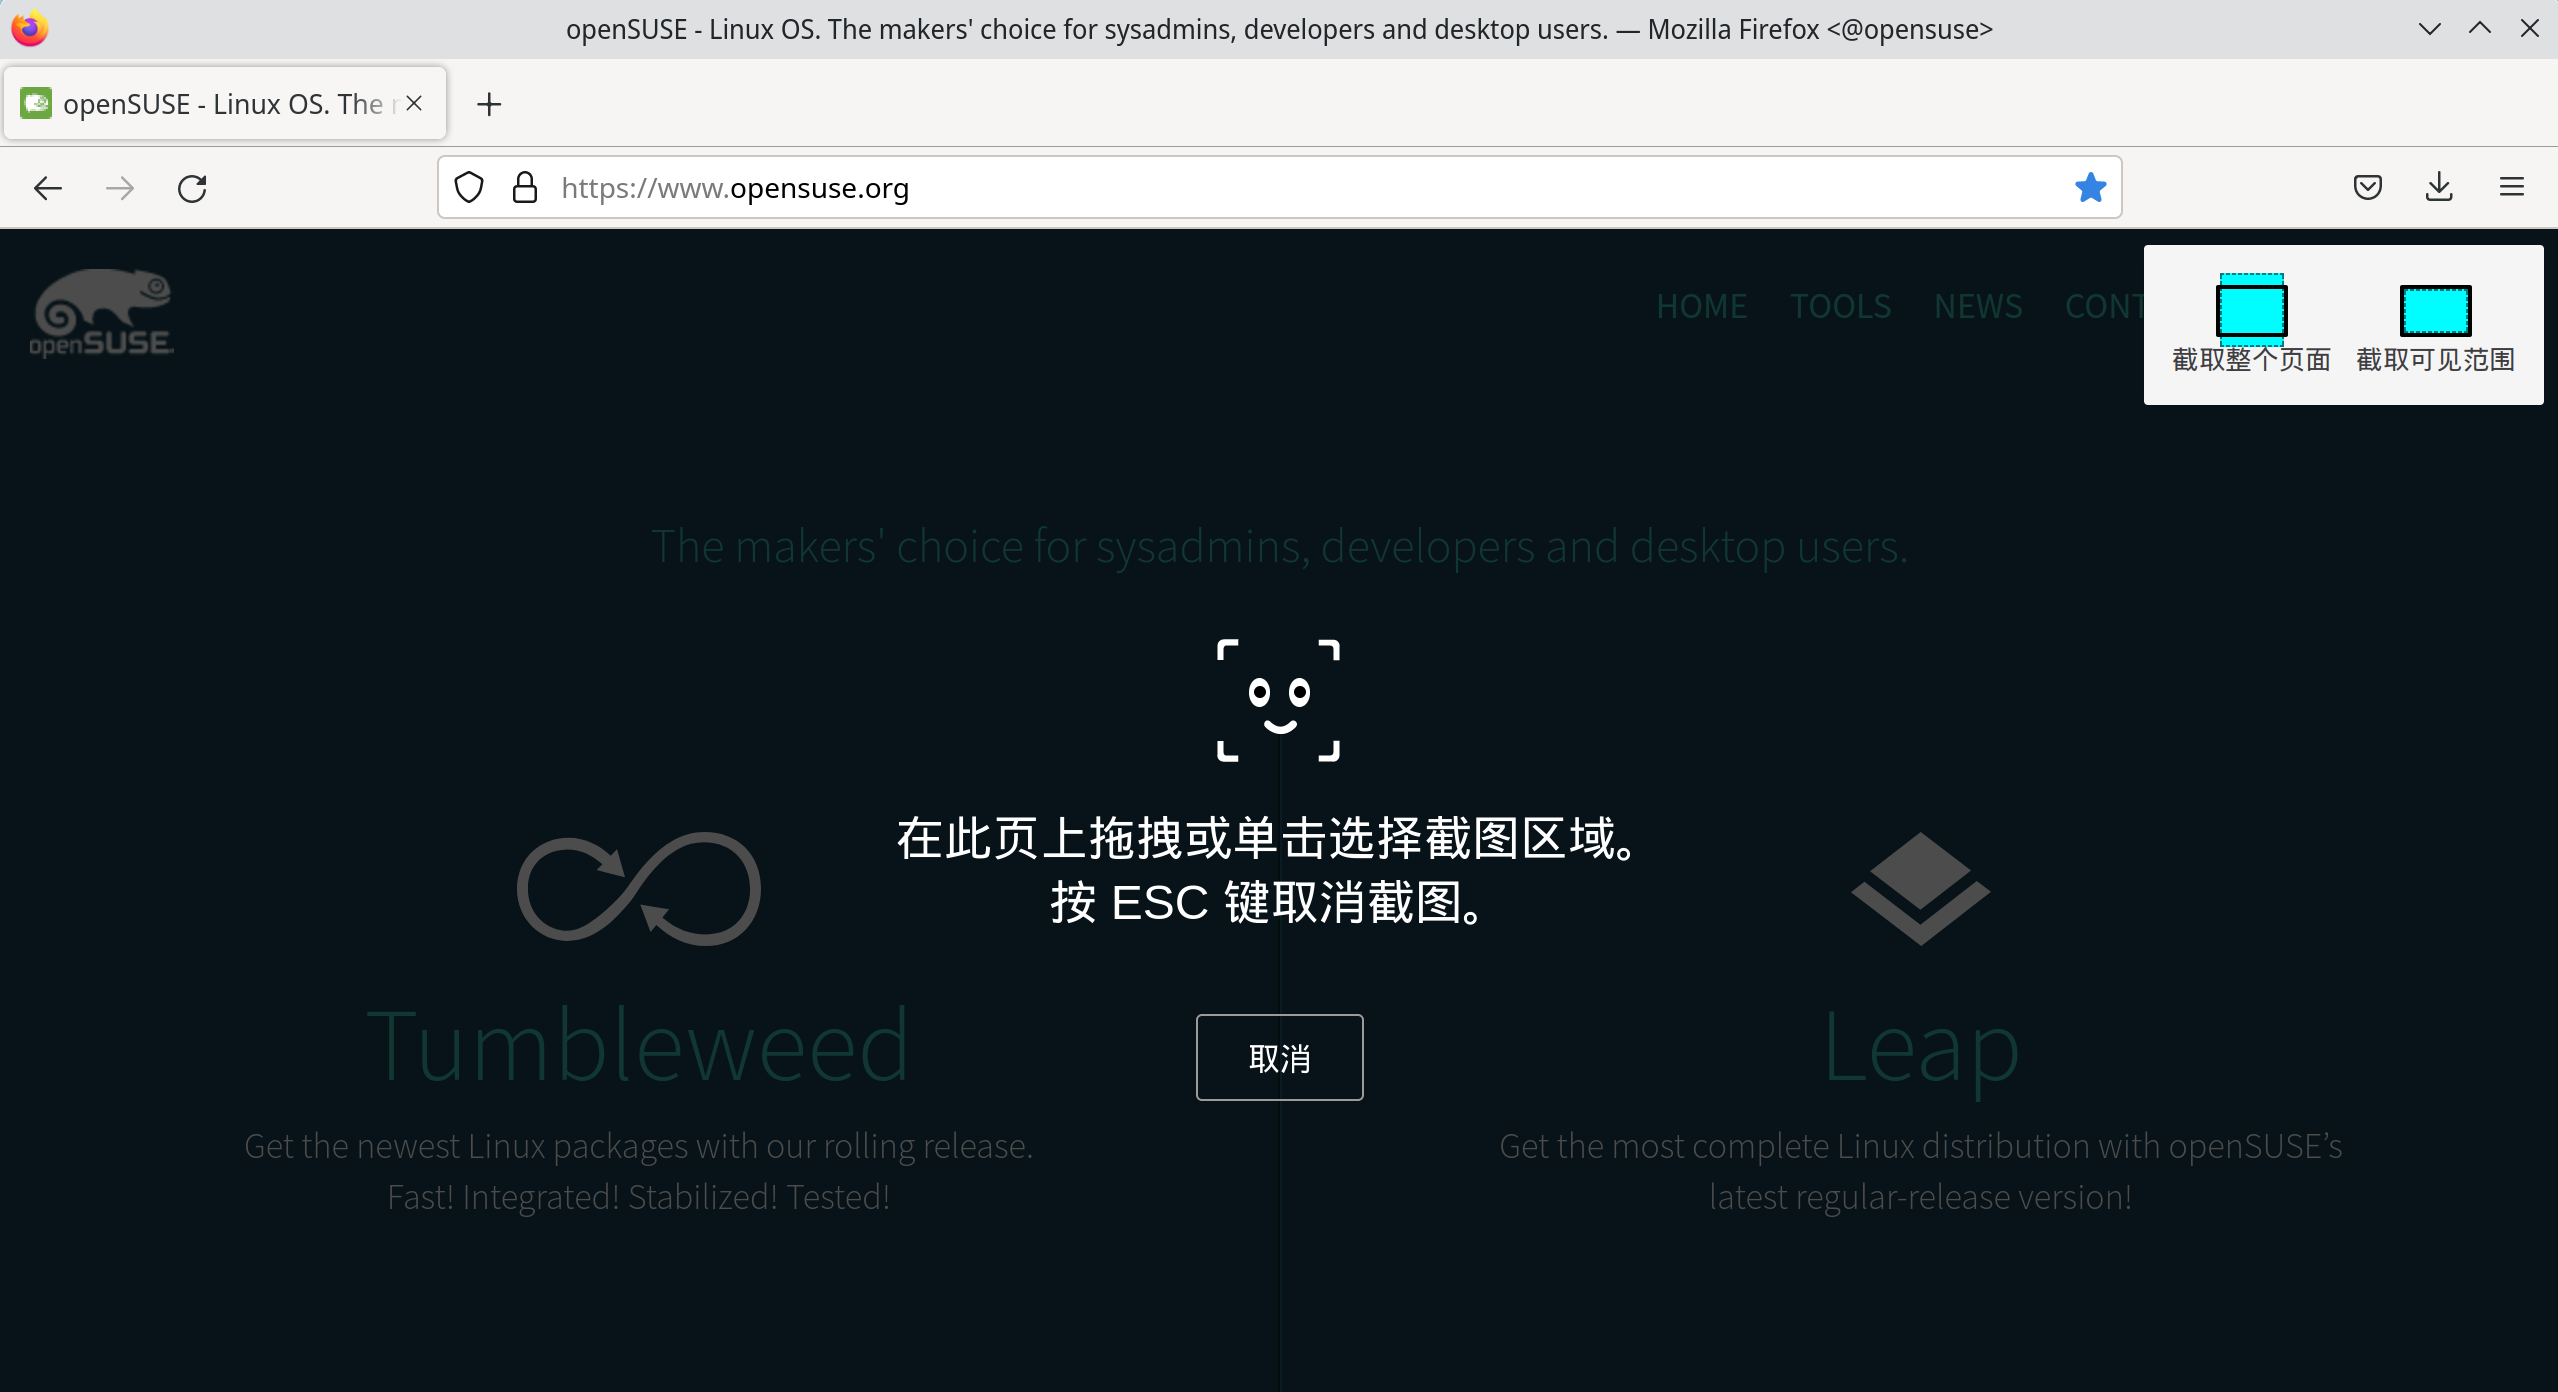 openSUSE - Linux OS. The makers' choice for sysadmins, developers and desktop users. — Mozilla Firefox <@opensuse>
openSUSE - Linux OS. The
https://www.opensuse.org
openSUSE
HOME TOOLS NEWS CONT
截取整个页面 截取可见范围
The makers' choice for sysadmins, developers and desktop users.
在此页上拖拽或单击选择截图区域。
按 ESC 键取消截图。
取消
Tumbleweed
Get the newest Linux packages with our rolling release.
Fast! Integrated! Stabilized! Tested!
Leap
Get the most complete Linux distribution with openSUSE’s
latest regular-release version!